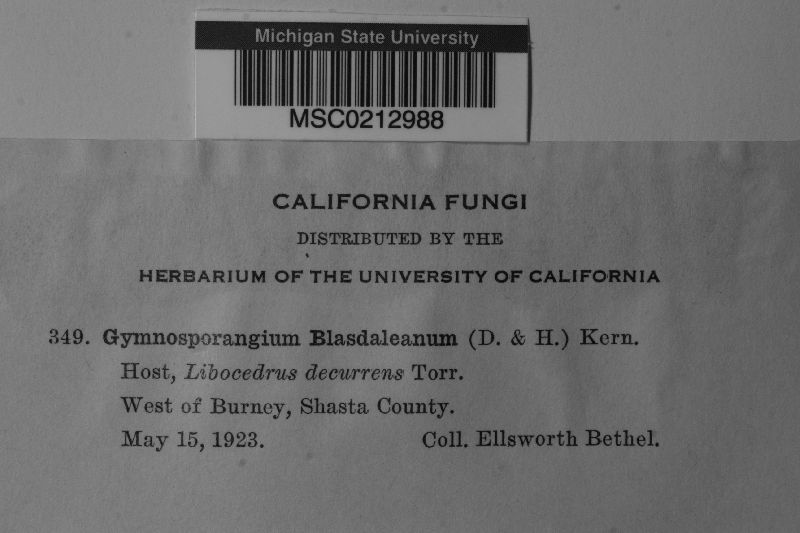 Michigan State University
MSC0212988
CALIFORNIA FUNGI
DISTRIBUTED BY THE
HERBARIUM OF THE UNIVERSITY OF CALIFORNIA
349. Gymnosporangium Blasdaleanum (D. & H.) Kern.
Host, Libocedrus decurrens Torr.
West of Burney, Shasta County.
May 15, 1923. Coll. Ellsworth Bethel.